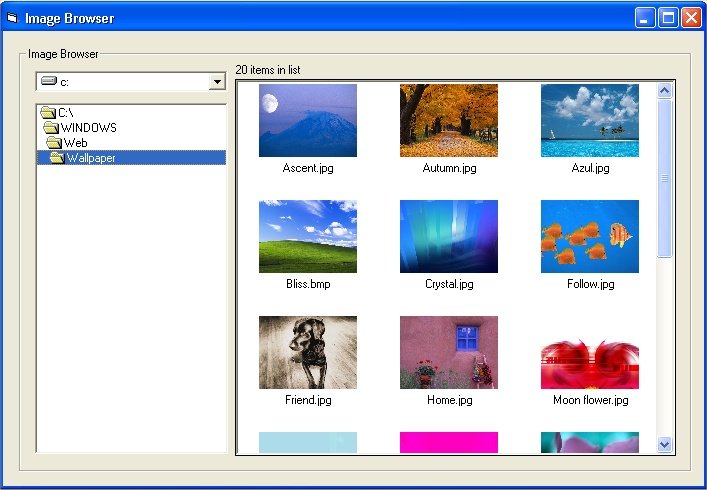 Image Browser
Image Browser
c:
20 items in list
C:\
WINDOWS
Web
Wallpaper
Ascent.jpg
Autumn.jpg
Azul.jpg
Bliss.bmp
Crystal.jpg
Follow.jpg
Friend.jpg
Home.jpg
Moon flower.jpg